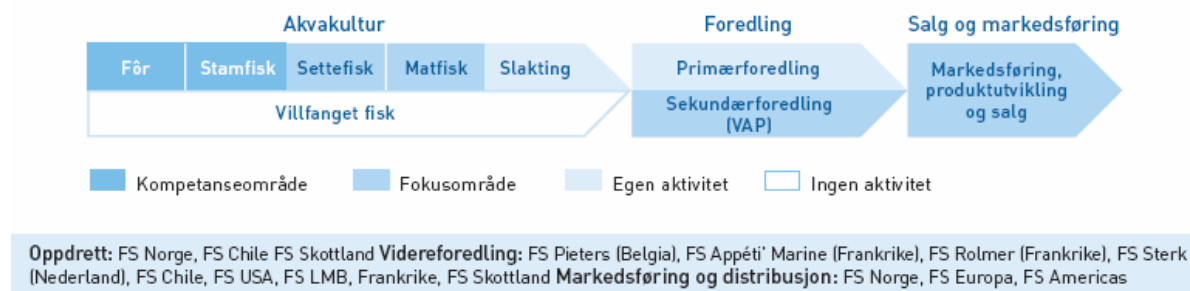 Akvakultur
Foredling
Salg og markedsføring
Fôr
Stamfisk
Settefisk
Matfisk
Slakting
Villfanget fisk
Primærforedling
Sekundærforedling
(VAP)
Markedsføring,
produktutvikling
og salg
Kompetanseområde
Fokusområde
Egen aktivitet
Ingen aktivitet
Oppdrett: FS Norge, FS Chile FS Skottland Videreforedling: FS Pieters (Belgia), FS Appéti' Marine (Frankrike), FS Rolmer (Frankrike), FS Sterk
(Nederland), FS Chile, FS USA, FS LMB, Frankrike, FS Skottland Markedsføring og distribusjon: FS Norge, FS Europa, FS Americas